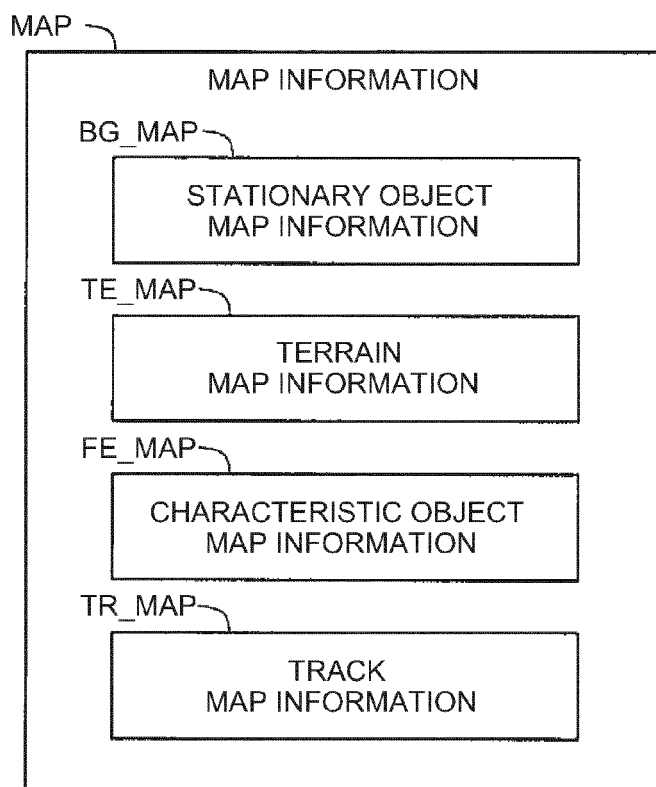 MAP
MAP INFORMATION
BG_MAP
STATIONARY OBJECT
MAP INFORMATION
TE_MAP
TERRAIN
MAP INFORMATION
FE_MAP
CHARACTERISTIC OBJECT
MAP INFORMATION
TR_MAP
TRACK
MAP INFORMATION